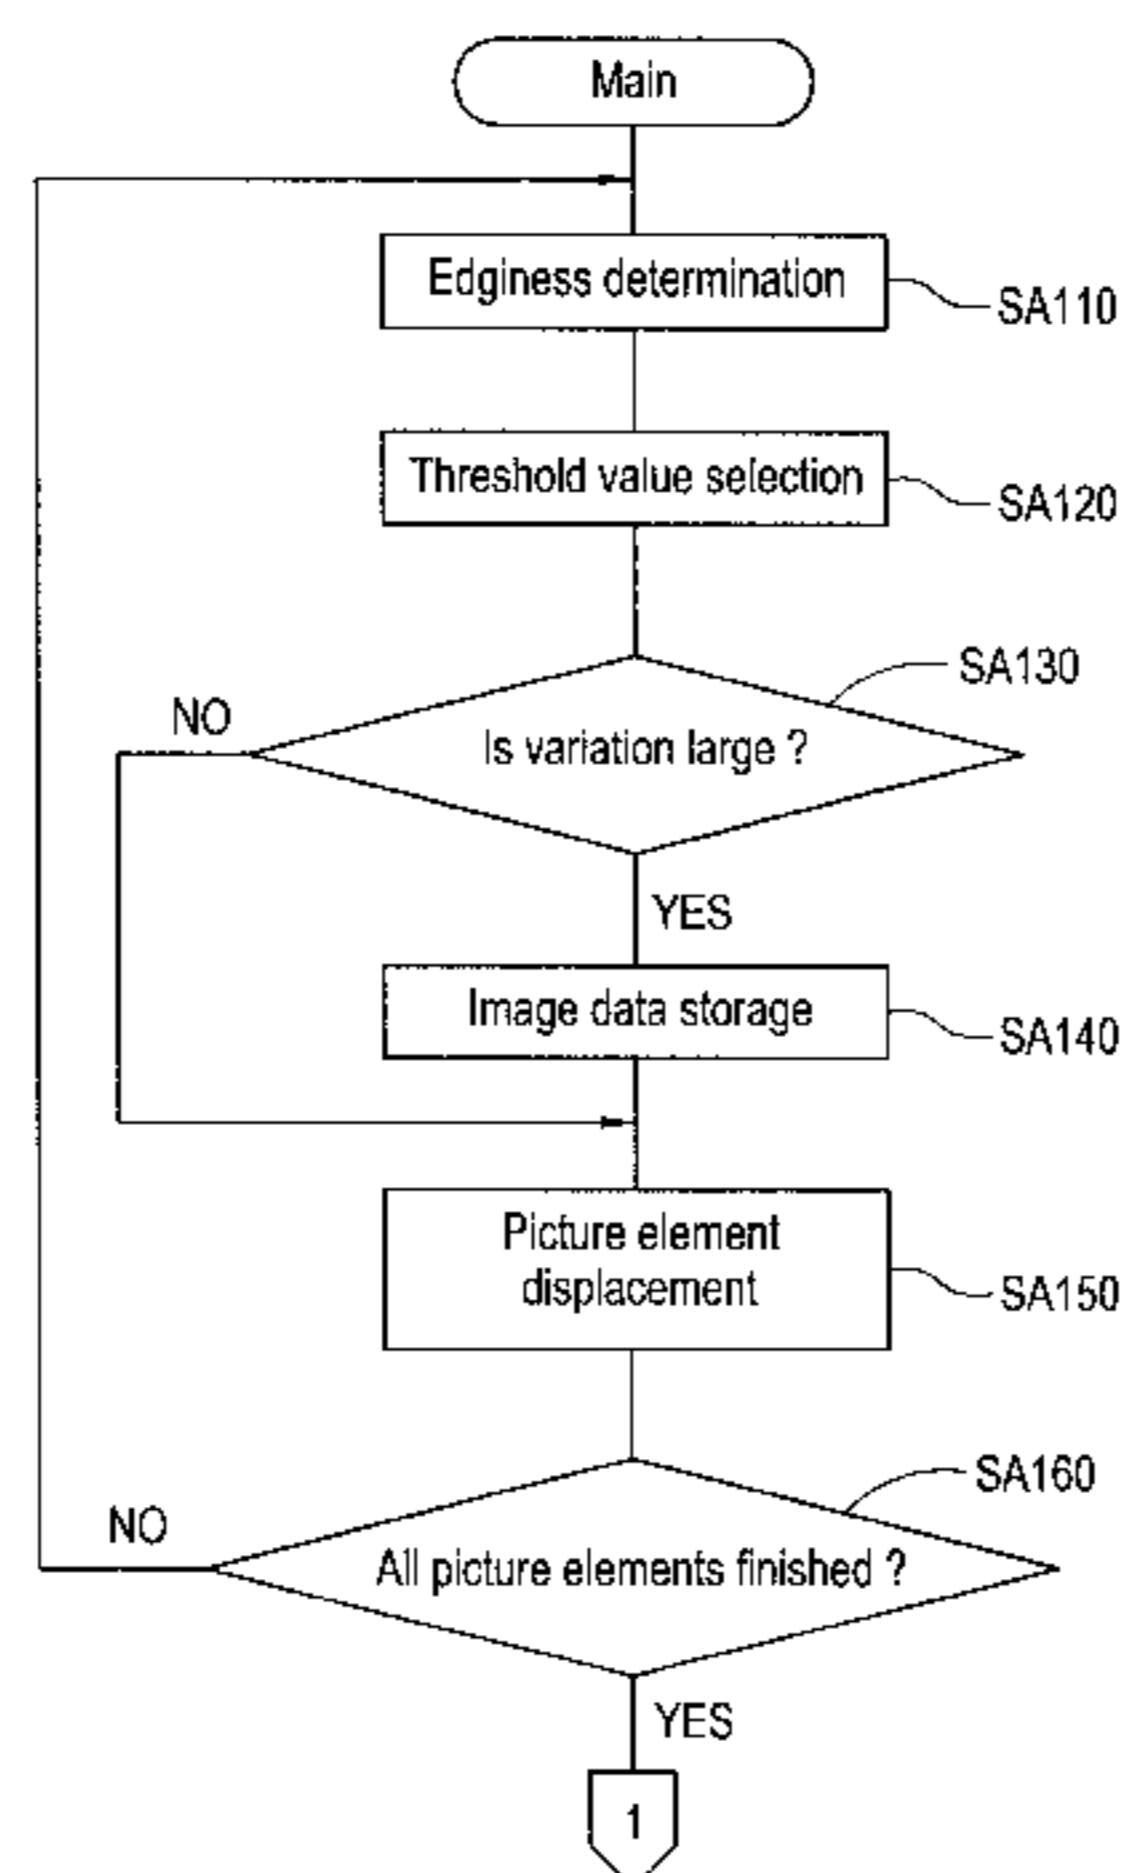 Main
Edginess determination
SA110
Threshold value selection
SA120
SA130
NO
Is variation large ?
YES
Image data storage
SA140
Picture element
displacement
SA150
SA160
NO
All picture elements finished ?
YES
1